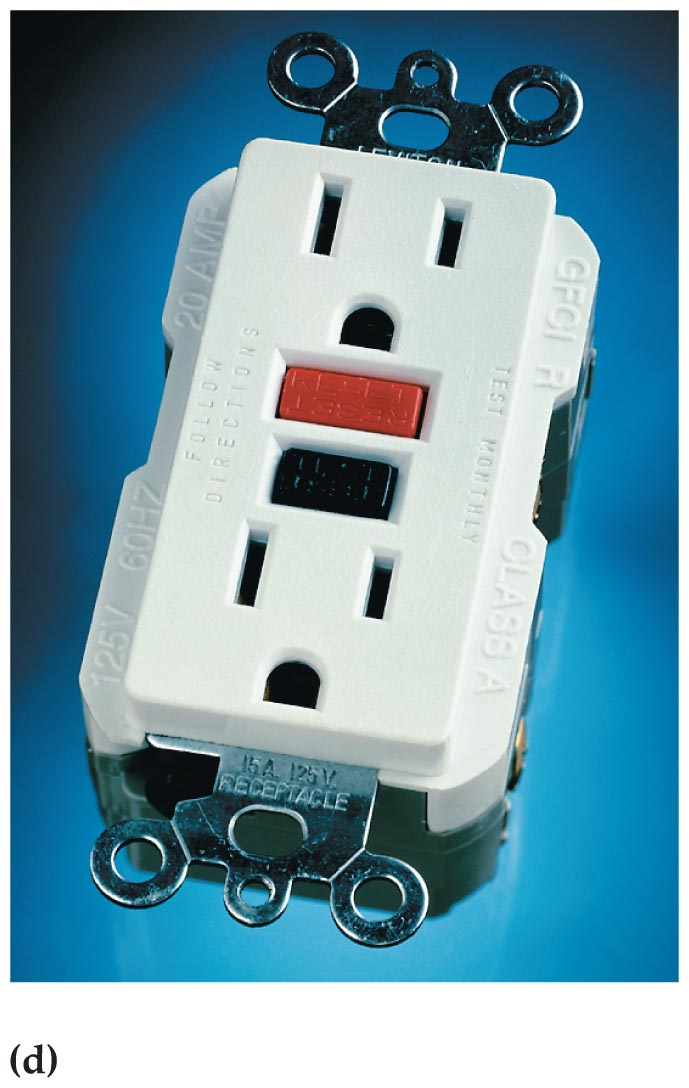 LEVITON
20 AMP
GFCI R
FOLLOW
DIRECTIONS
TEST MONTHLY
RESET
125V 60HZ
CLASS A
15A 125V
RECEPTACLE
(d)